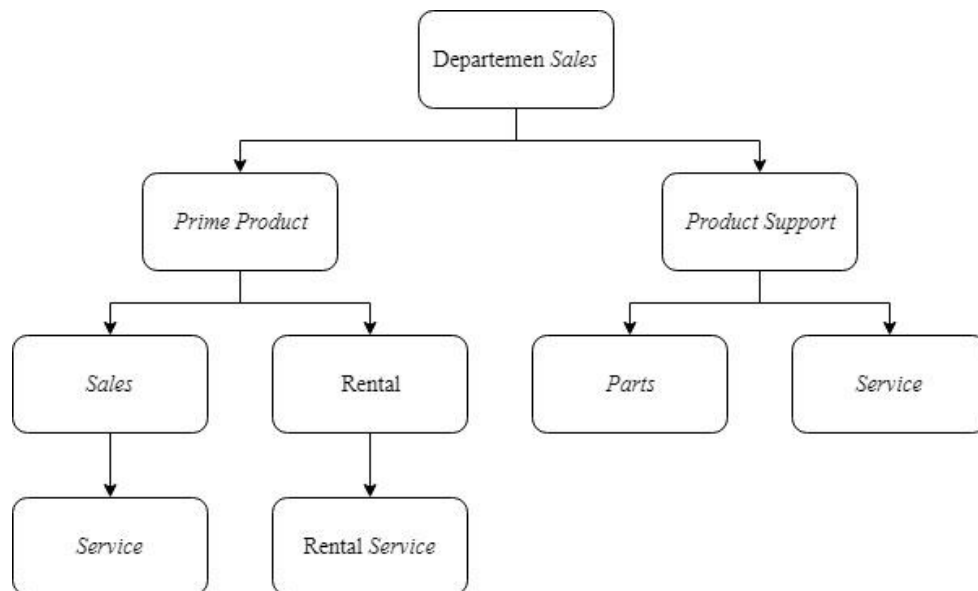 Departemen Sales
Prime Product
Product Support
Sales
Rental
Parts
Service
Service
Rental Service